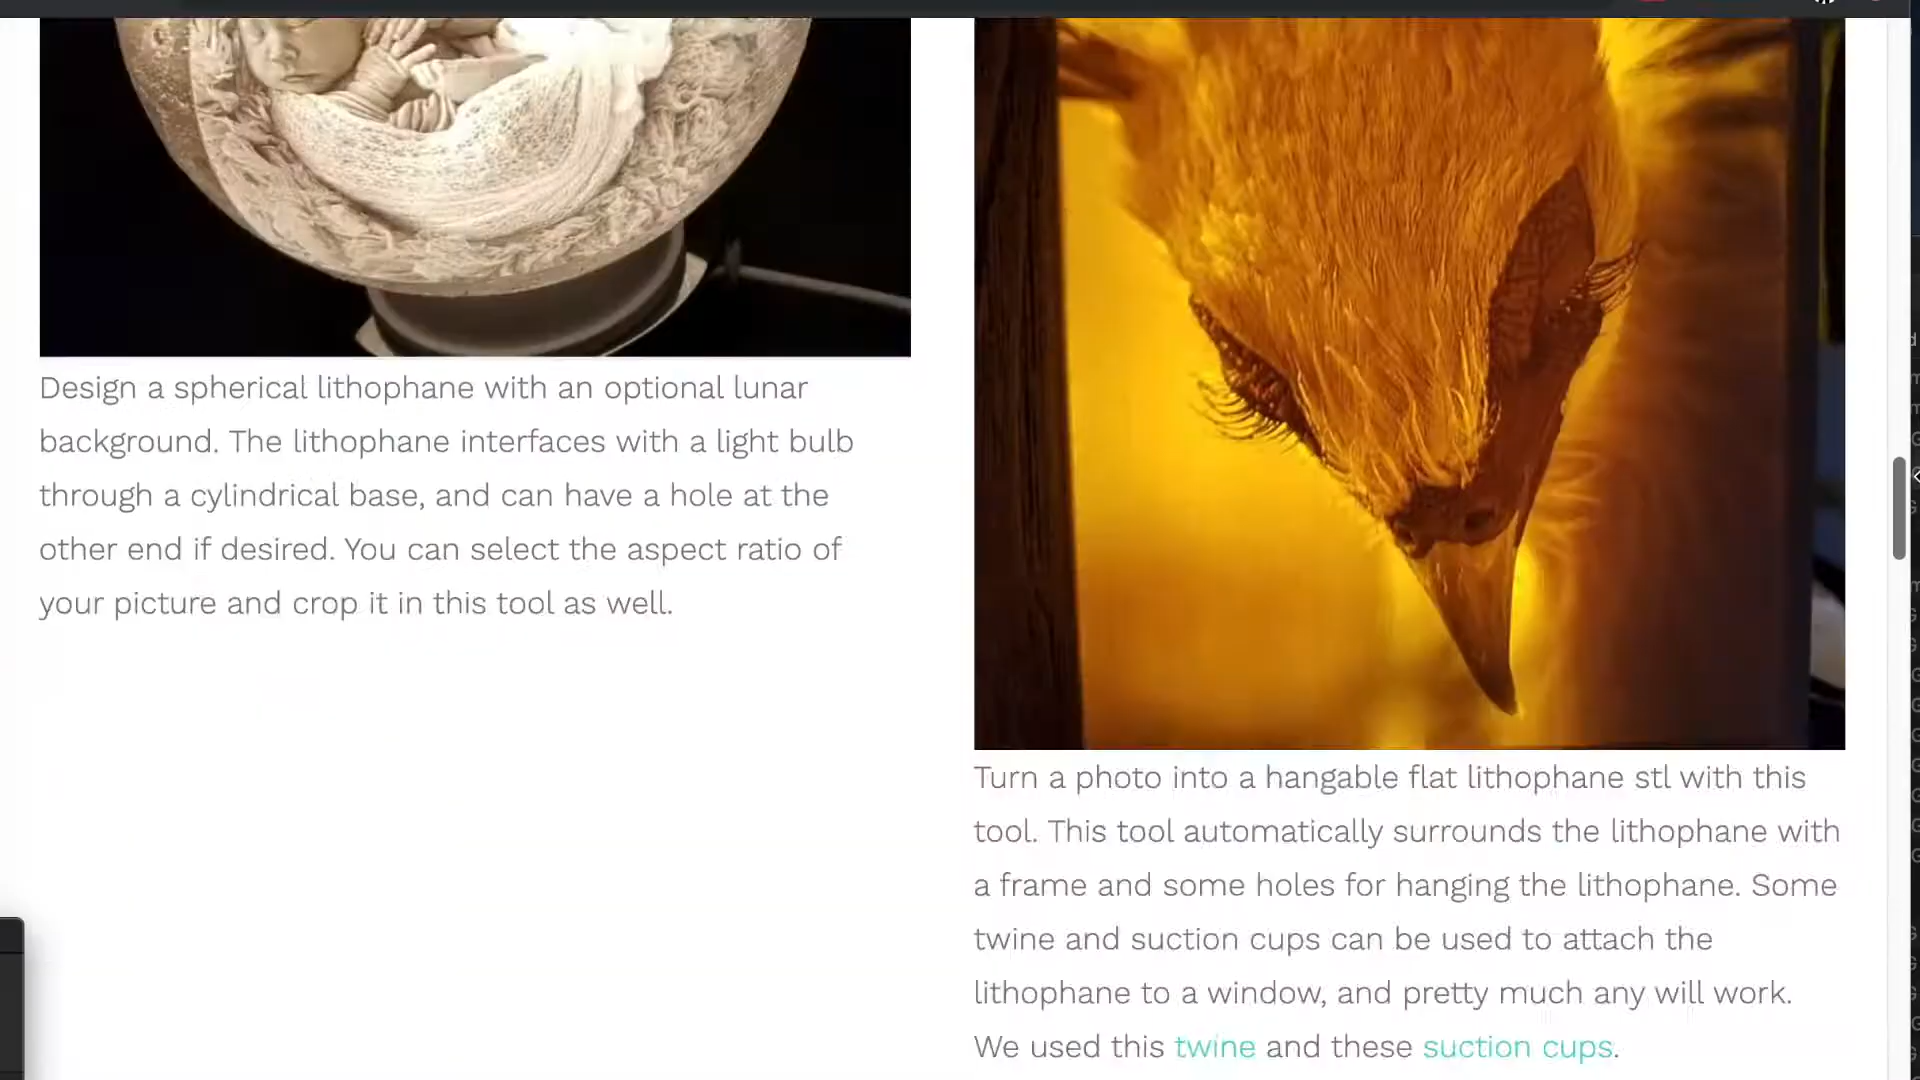 Design a spherical lithophane with an optional lunar
background. The lithophane interfaces with a light bulb
through a cylindrical base, and can have a hole at the
other end if desired. You can select the aspect ratio of
your picture and crop it in this tool as well.
Turn a photo into a hangable flat lithophane stl with this
tool. This tool automatically surrounds the lithophane with
a frame and some holes for hanging the lithophane. Some
twine and suction cups can be used to attach the
lithophane to a window, and pretty much any will work.
We used this twine and these suction cups.